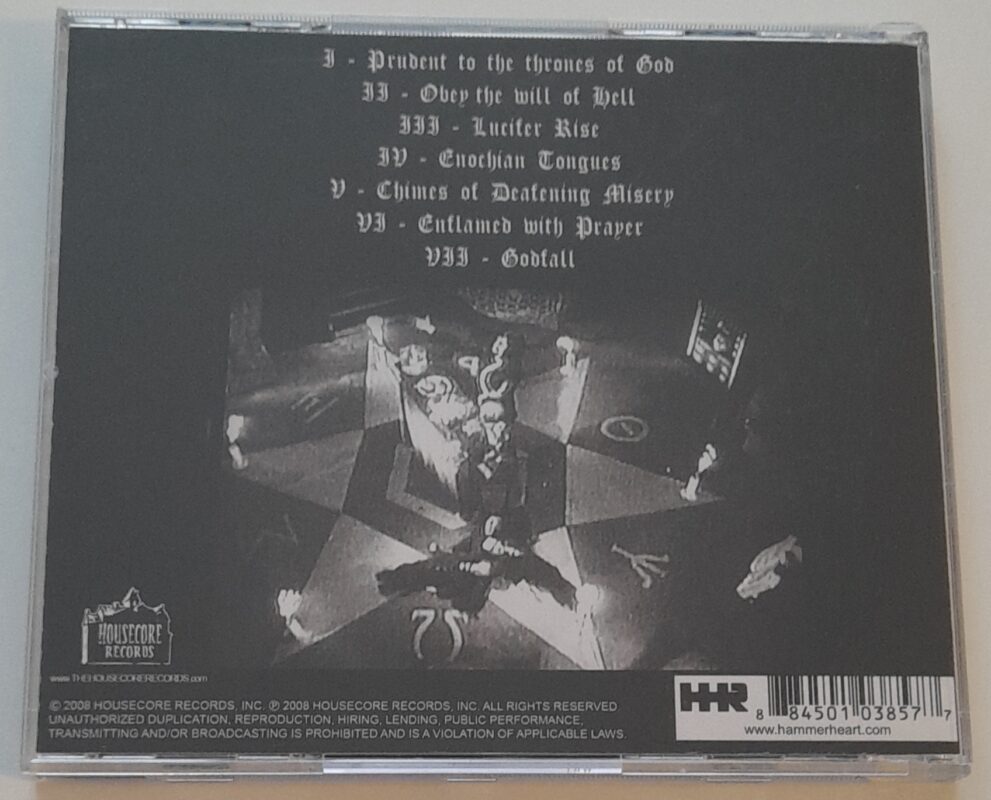 I - Prudent to the thrones of God
II - Obey the will of Hell
III - Lucifer Rise
IV - Enochian Tongues
V - Chimes of Deafening Misery
VI - Enflamed with Prayer
VII - Godfall
HOUSECORE
RECORDS
www.THEHOUSECORERECORDS.com
© 2008 HOUSECORE RECORDS, INC. ℗ 2008 HOUSECORE RECORDS, INC. ALL RIGHTS RESERVED
UNAUTHORIZED DUPLICATION, REPRODUCTION, HIRING, LENDING, PUBLIC PERFORMANCE,
TRANSMITTING AND/OR BROADCASTING IS PROHIBITED AND IS A VIOLATION OF APPLICABLE LAWS.
HHR
8 84501 03857 7
www.hammerheart.com